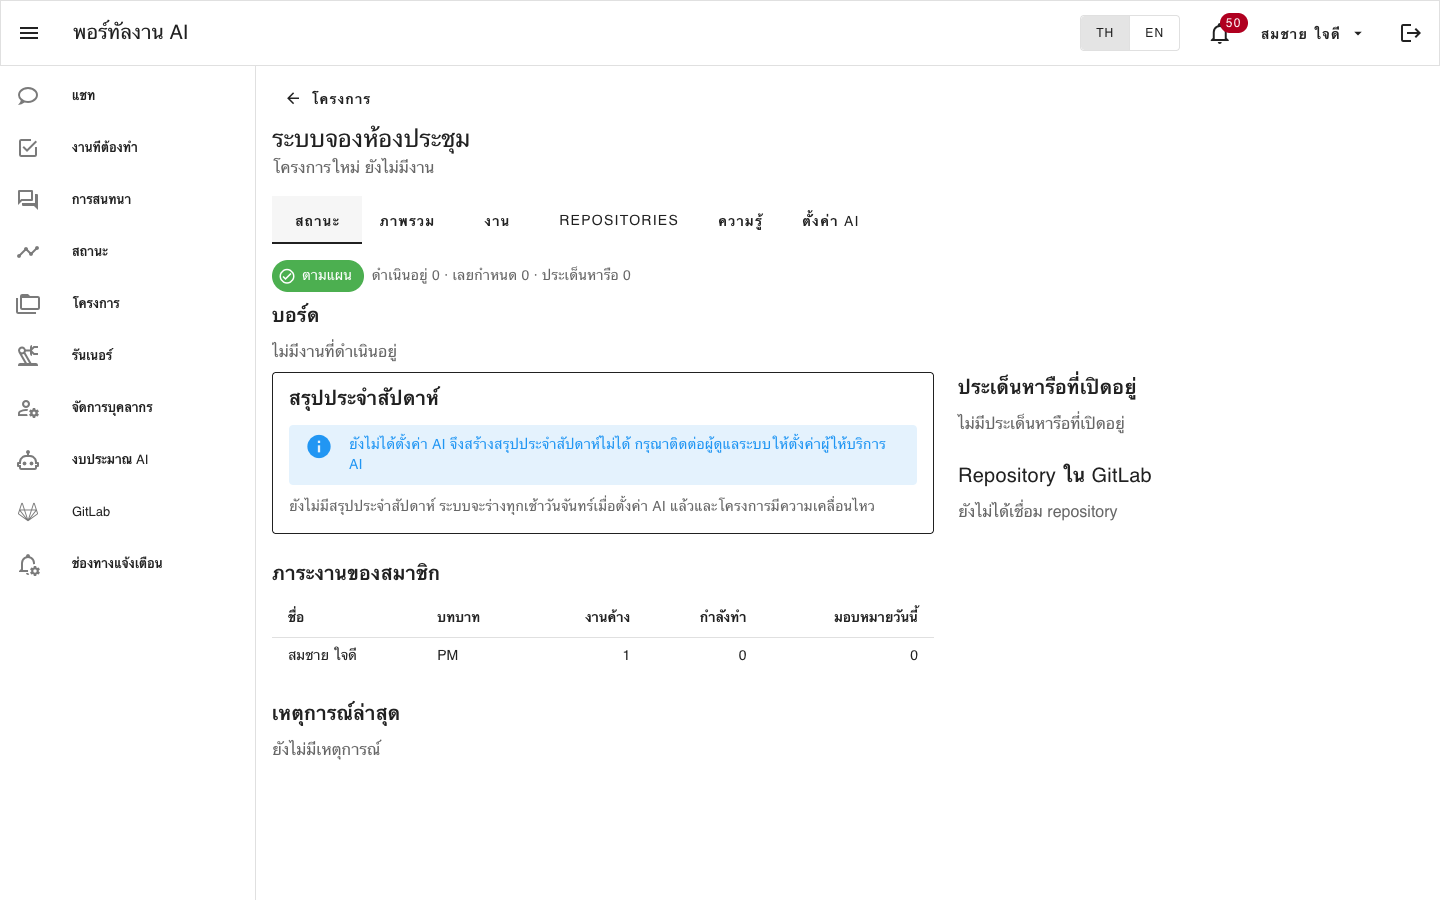 พอร์ทัลงาน AI
TH
EN
50
สมชาย ใจดี
แชท
งานที่ต้องทำ
การสนทนา
สถานะ
โครงการ
รันเนอร์
จัดการบุคลากร
งบประมาณ AI
GitLab
ช่องทางแจ้งเตือน
โครงการ
ระบบจองห้องประชุม
โครงการใหม่ ยังไม่มีงาน
สถานะ
ภาพรวม
งาน
REPOSITORIES
ความรู้
ตั้งค่า AI
ตามแผน
ดำเนินอยู่ 0 · เลยกำหนด 0 · ประเด็นหารือ 0
บอร์ด
ไม่มีงานที่ดำเนินอยู่
สรุปประจำสัปดาห์
ยังไม่ได้ตั้งค่า AI จึงสร้างสรุปประจำสัปดาห์ไม่ได้ กรุณาติดต่อผู้ดูแลระบบให้ตั้งค่าผู้ให้บริการ
AI
ยังไม่มีสรุปประจำสัปดาห์ ระบบจะร่างทุกเช้าวันจันทร์เมื่อตั้งค่า AI แล้วและโครงการมีความเคลื่อนไหว
ประเด็นหารือที่เปิดอยู่
ไม่มีประเด็นหารือที่เปิดอยู่
Repository ใน GitLab
ยังไม่ได้เชื่อม repository
ภาระงานของสมาชิก
ชื่อ บทบาท งานค้าง กำลังทำ มอบหมายวันนี้
สมชาย ใจดี PM 1 0 0
เหตุการณ์ล่าสุด
ยังไม่มีเหตุการณ์